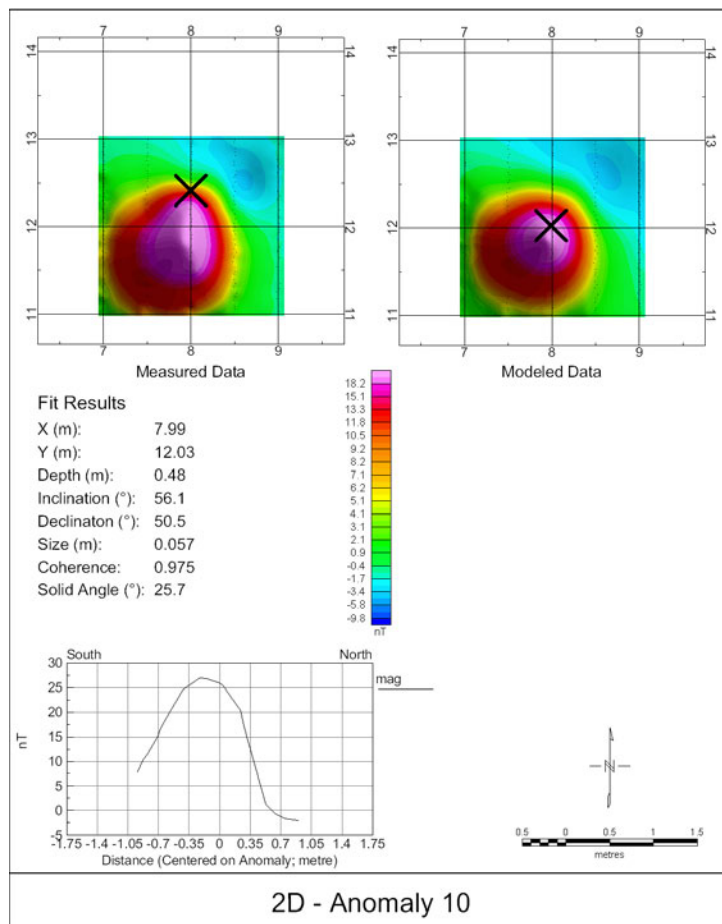 7 8 9
7 8 9
14 14
14 14
13 13
13 13
12 12
12 12
11 11
11 11
7 8 9
7 8 9
Measured Data
Modeled Data
Fit Results
X (m): 7.99
Y (m): 12.03
Depth (m): 0.48
Inclination (°): 56.1
Declinaton (°): 50.5
Size (m): 0.057
Coherence: 0.975
Solid Angle (°): 25.7
18.2
15.1
13.3
11.8
10.5
9.2
8.2
7.1
6.2
5.1
4.1
3.1
2.1
0.9
-0.4
-1.7
-3.4
-5.8
-9.8
nT
South North
30
25
20
15
10
5
0
-5
nT
mag
-1.75 -1.4 -1.05 -0.7 -0.35 0 0.35 0.7 1.05 1.4 1.75
Distance (Centered on Anomaly; metre)
0.5 0 0.5 1 1.5
metres
2D - Anomaly 10